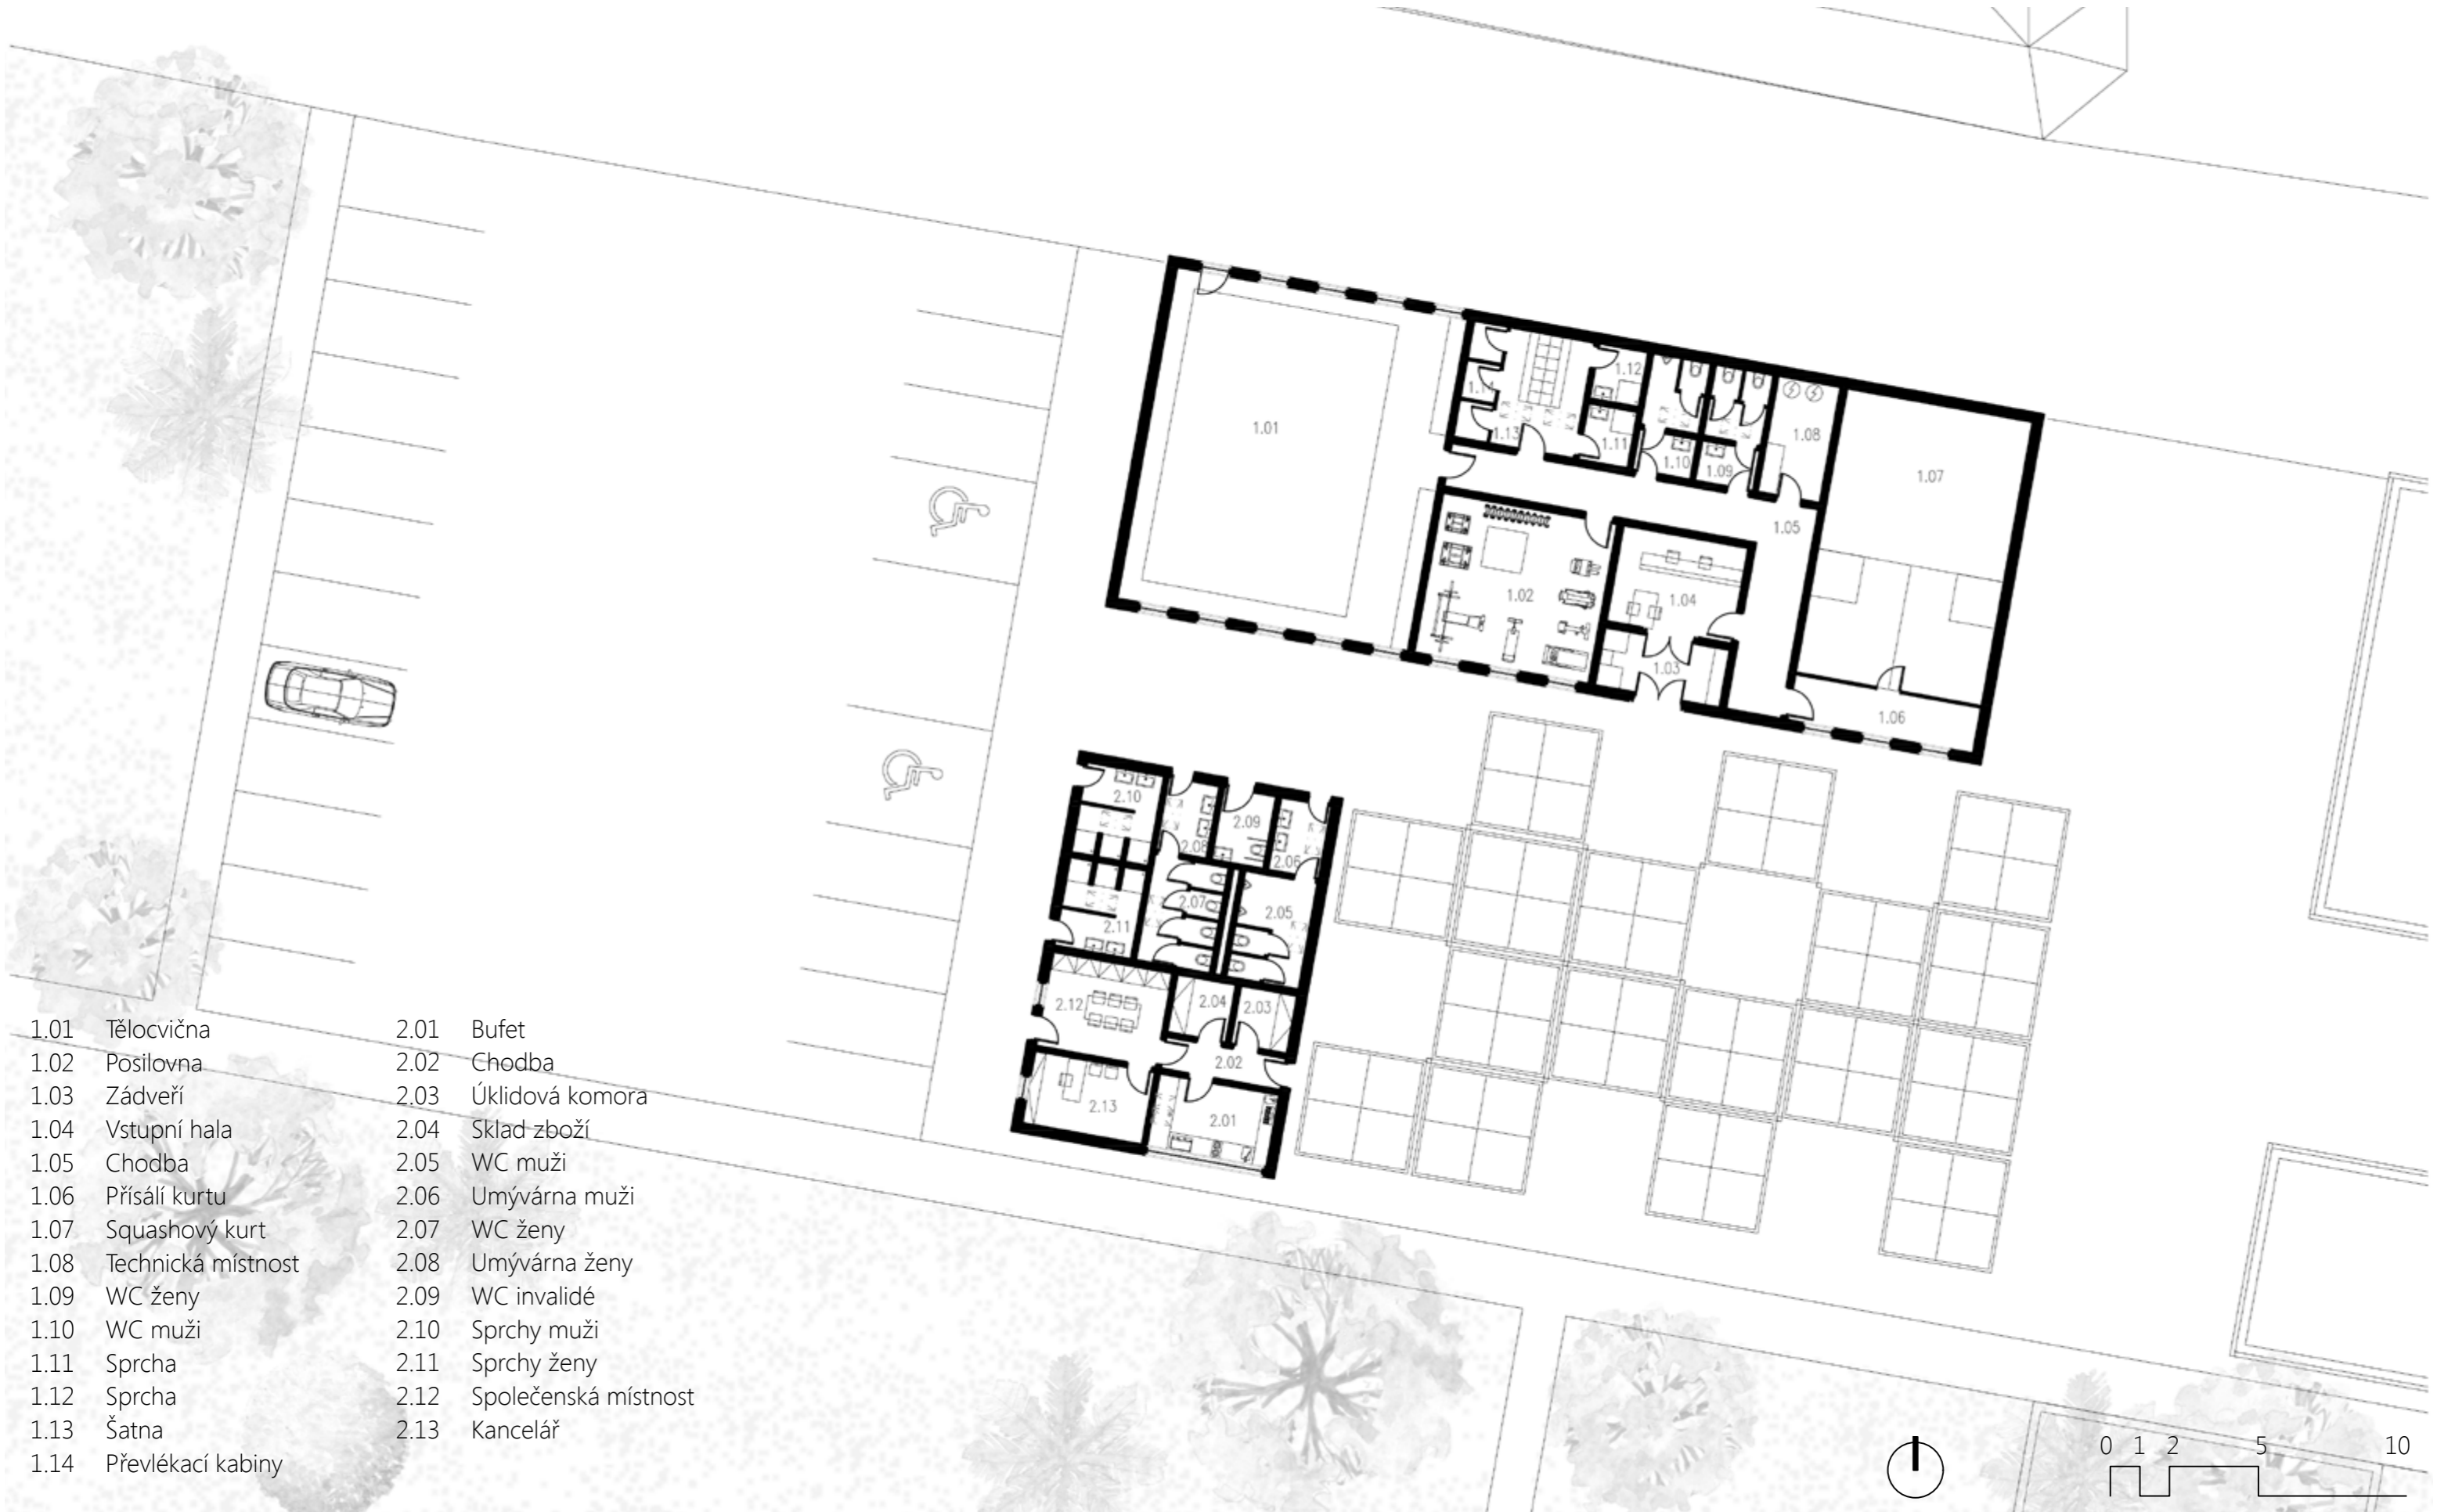 1.01
1.12
1.1
1.13
1.11
1.10
1.09
1.08
1.07
1.05
1.02
1.04
1.03
1.06
2.10
2.09
2.08
2.06
2.07
2.05
2.11
2.12
2.04
2.03
2.02
2.13
2.01
1.01 Tělocvična
1.02 Posilovna
1.03 Zádveří
1.04 Vstupní hala
1.05 Chodba
1.06 Přísálí kurtu
1.07 Squashový kurt
1.08 Technická místnost
1.09 WC ženy
1.10 WC muži
1.11 Sprcha
1.12 Sprcha
1.13 Šatna
1.14 Převlékací kabiny
2.01 Bufet
2.02 Chodba
2.03 Úklidová komora
2.04 Sklad zboží
2.05 WC muži
2.06 Umývárna muži
2.07 WC ženy
2.08 Umývárna ženy
2.09 WC invalidé
2.10 Sprchy muži
2.11 Sprchy ženy
2.12 Společenská místnost
2.13 Kancelář
0 1 2 5 10